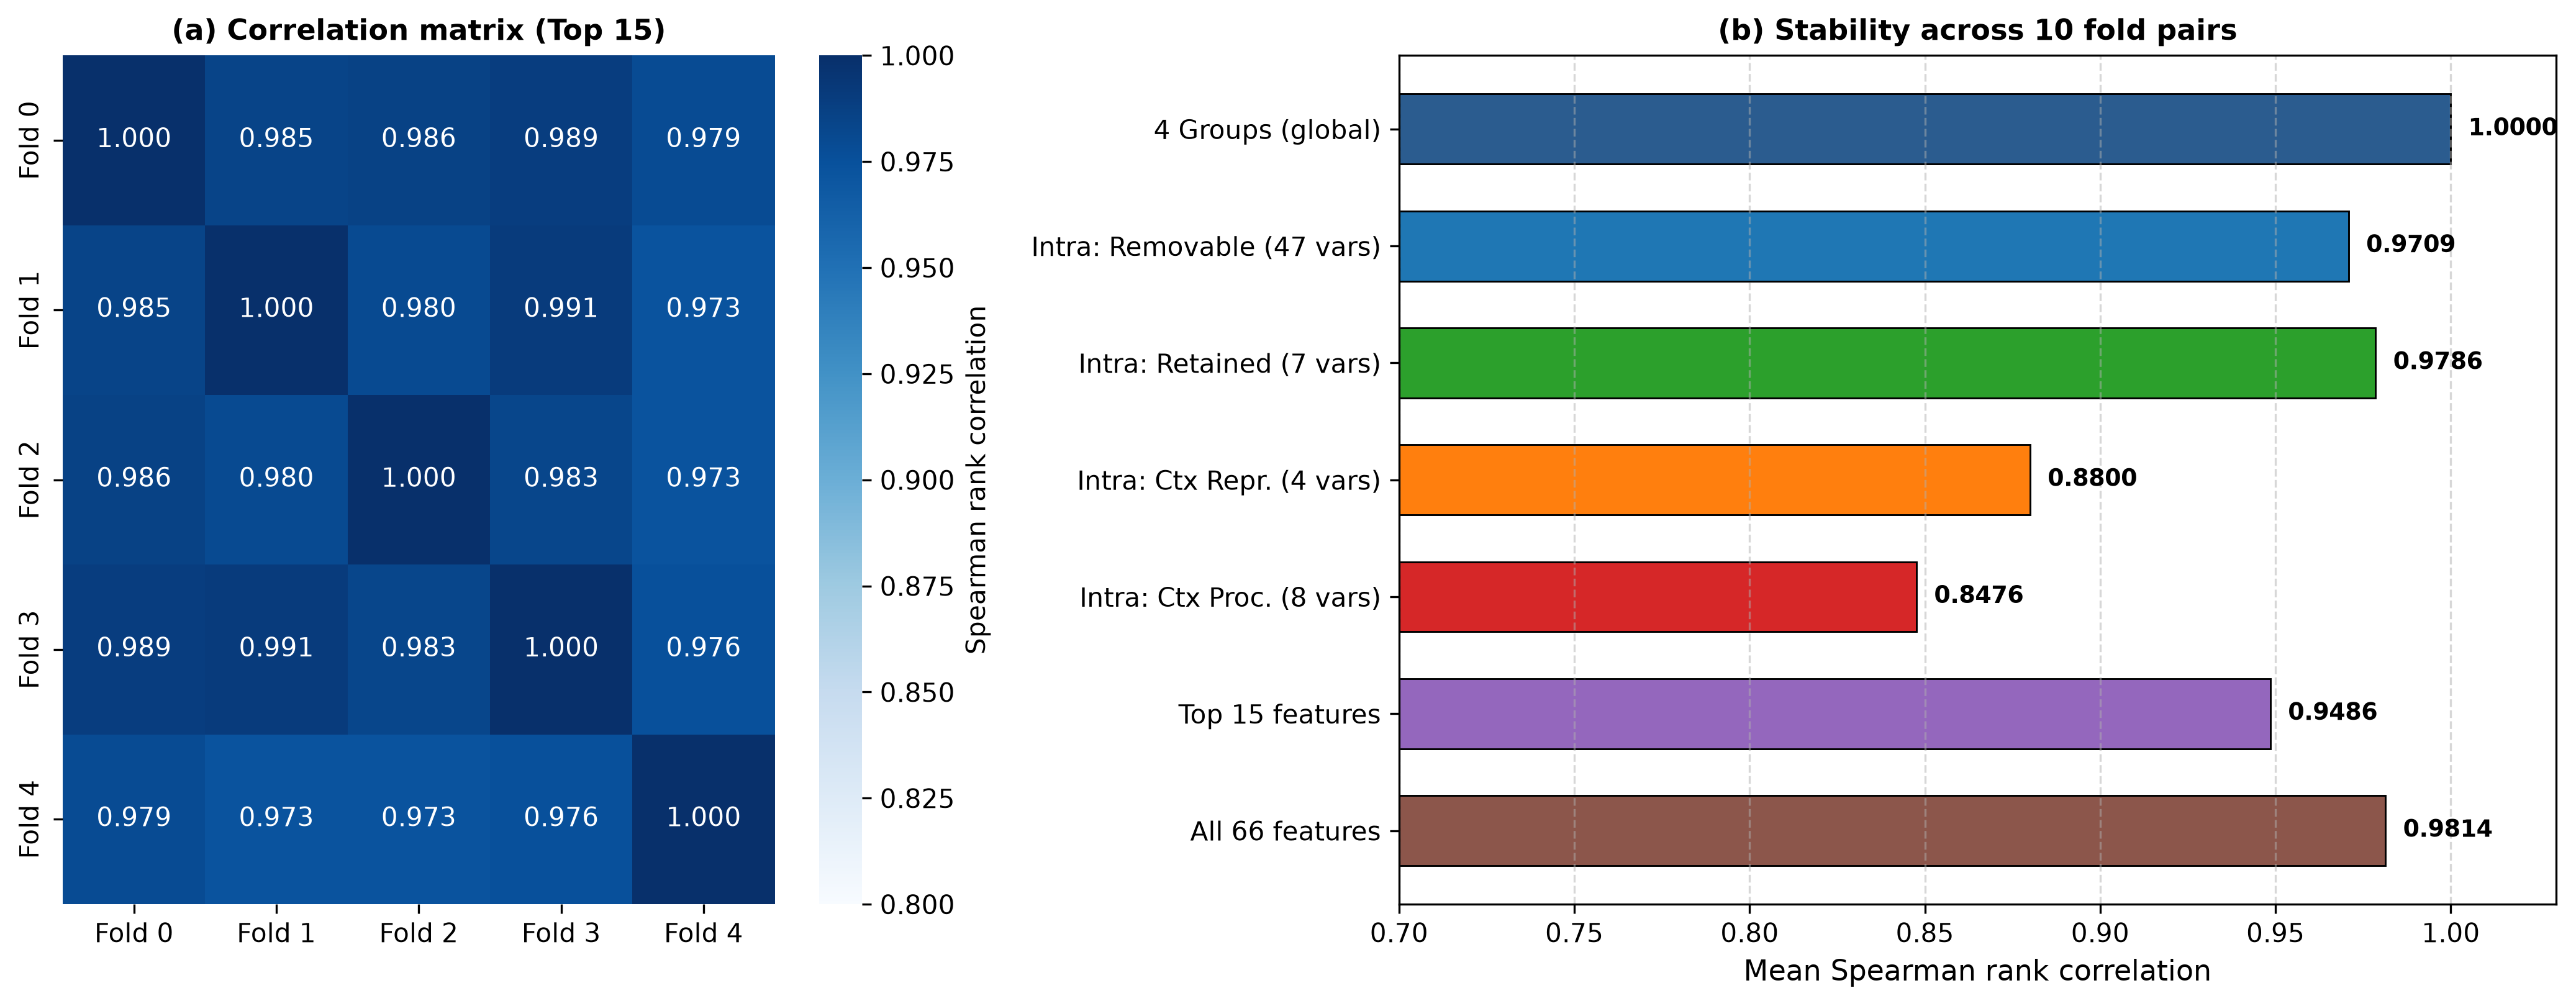 (a) Correlation matrix (Top 15)
Fold 0
1.000 0.985 0.986 0.989 0.979
Fold 1
0.985 1.000 0.980 0.991 0.973
Fold 2
0.986 0.980 1.000 0.983 0.973
Fold 3
0.989 0.991 0.983 1.000 0.976
Fold 4
0.979 0.973 0.973 0.976 1.000
Fold 0 Fold 1 Fold 2 Fold 3 Fold 4
1.000
0.975
0.950
0.925
0.900
0.875
0.850
0.825
0.800
Spearman rank correlation
(b) Stability across 10 fold pairs
4 Groups (global) 1.0000
Intra: Removable (47 vars) 0.9709
Intra: Retained (7 vars) 0.9786
Intra: Ctx Repr. (4 vars) 0.8800
Intra: Ctx Proc. (8 vars) 0.8476
Top 15 features 0.9486
All 66 features 0.9814
0.70 0.75 0.80 0.85 0.90 0.95 1.00
Mean Spearman rank correlation